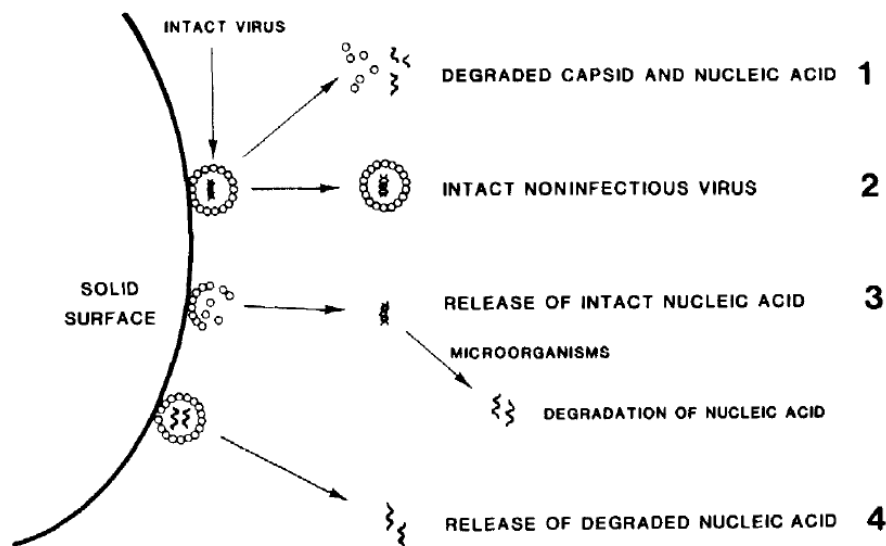 INTACT VIRUS
DEGRADED CAPSID AND NUCLEIC ACID 1
INTACT NONINFECTIOUS VIRUS 2
SOLID
SURFACE
RELEASE OF INTACT NUCLEIC ACID 3
MICROORGANISMS
DEGRADATION OF NUCLEIC ACID
RELEASE OF DEGRADED NUCLEIC ACID 4